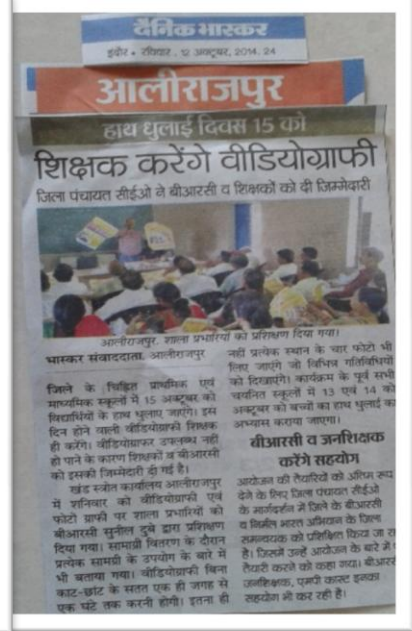 दैनिक भास्कर
इंदौर • रविवार, 12 अक्टूबर, 2014, 24
आलीराजपुर
हाथ धुलाई दिवस 15 को
शिक्षक करेंगे वीडियोग्राफी
जिला पंचायत सीईओ ने बीआरसी व शिक्षकों को दी जिम्मेदारी
आलीराजपुर. शाला प्रभारियों को प्रशिक्षण दिया गया।
भास्कर संवाददाता. आलीराजपुर
जिले के चिह्नित प्राथमिक एवं
माध्यमिक स्कूलों में 15 अक्टूबर को
विद्यार्थियों के हाथ धुलाए जाएंगे। इस
दिन होने वाली वीडियोग्राफी शिक्षक
ही करेंगे। वीडियोग्राफर उपलब्ध नहीं
हो पाने के कारण शिक्षकों व बीआरसी
को इसकी जिम्मेदारी दी गई है।
खंड स्त्रोत कार्यालय आलीराजपुर
में शनिवार को वीडियोग्राफी एवं
फोटो ग्राफी पर शाला प्रभारियों को
बीआरसी सुनील दुबे द्वारा प्रशिक्षण
दिया गया। सामाग्री वितरण के दौरान
प्रत्येक सामग्री के उपयोग के बारे में
भी बताया गया। वीडियोग्राफी बिना
काट-छांट के सतत एक ही जगह से
एक घंटे तक करनी होगी। इतना ही
नहीं प्रत्येक स्थान के चार फोटो भी
लिए जाएंगे जो विभिन्न गतिविधियों
को दिखाएंगे। कार्यक्रम के पूर्व सभी
चयनित स्कूलों में 13 एवं 14 को
अक्टूबर को बच्चों का हाथ धुलाई का
अभ्यास कराया जाएगा।
बीआरसी व जनशिक्षक
करेंगे सहयोग
आयोजन की तैयारियों को अंतिम रूप
देने के लिए जिला पंचायत सीईओ
के मार्गदर्शन में जिले के बीआरसी
व निर्मल भारत अभियान के जिला
समन्वयक को प्रशिक्षित किया जा
है। जिसमें उन्हें आयोजन के बारे में
तैयारी करने को कहा गया। बीआरसी
जनशिक्षक, एमपी कास्ट इनका
सहयोग भी कर रही है।